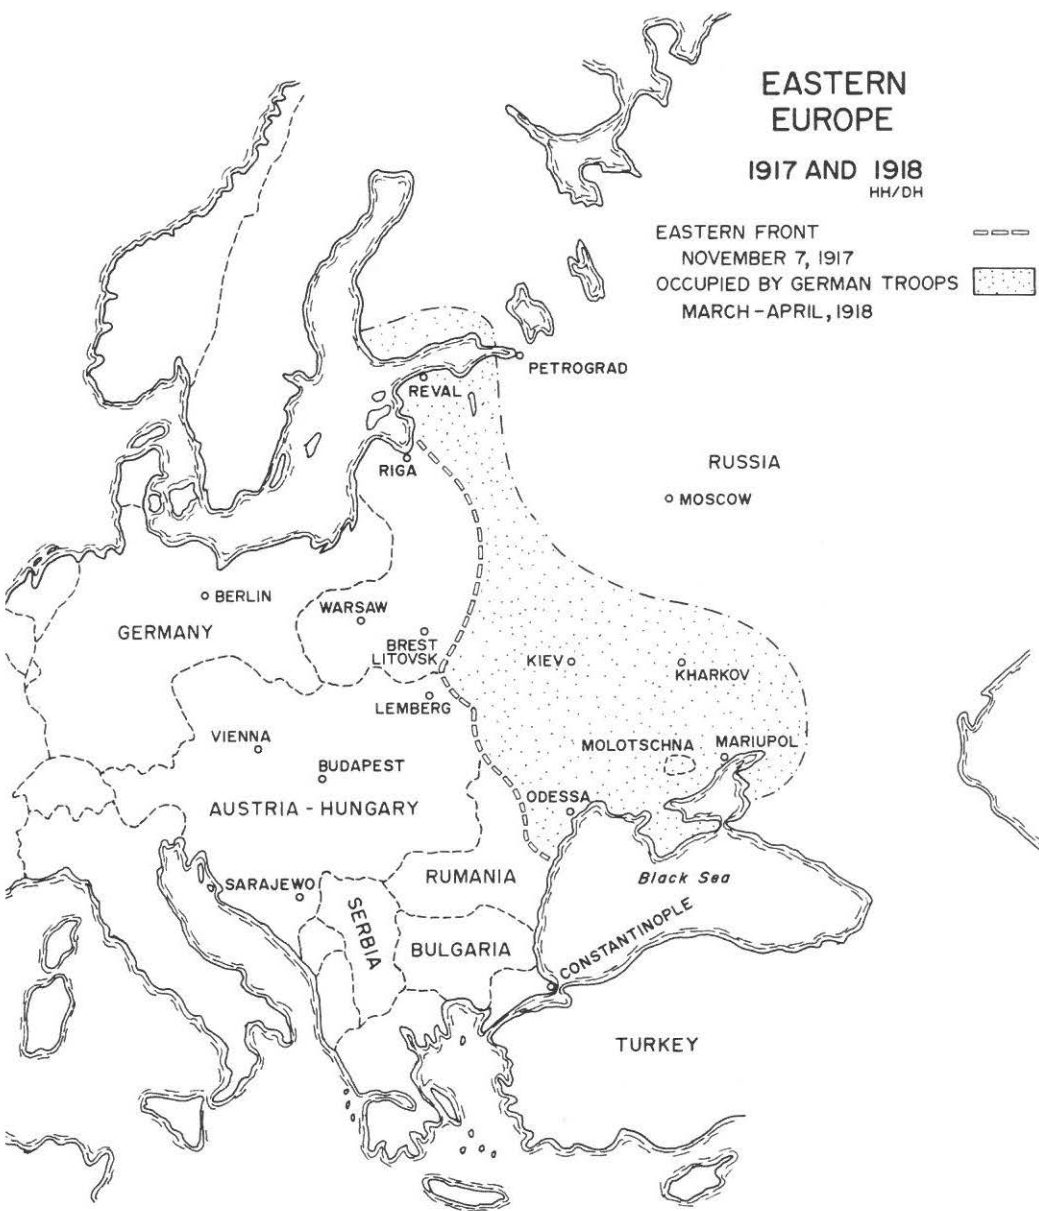 EASTERN
EUROPE
1917 AND 1918
HH/DH
EASTERN FRONT
NOVEMBER 7, 1917
OCCUPIED BY GERMAN TROOPS
MARCH-APRIL, 1918
PETROGRAD
REVAL
RIGA
RUSSIA
MOSCOW
BERLIN
WARSAW
GERMANY
BREST
LITOVSK
KIEV
KHARKOV
LEMBERG
VIENNA
MOLOTSCHNA
MARIUPOL
BUDAPEST
ODESSA
AUSTRIA-HUNGARY
RUMANIA
Black Sea
SARAJEWO
SERBIA
BULGARIA
CONSTANTINOPLE
TURKEY